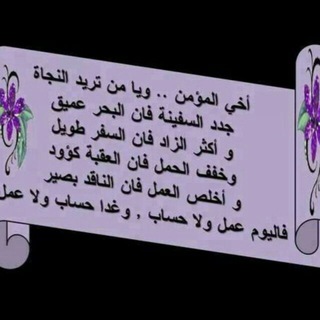 أخي المؤمن .. ويا من تريد النجاة
جدد السفينة فان البحر عميق
و أكثر الزاد فان السفر طويل
وخفف الحمل فان العقبة كؤود
و أخلص العمل فان الناقد بصير
فاليوم عمل ولا حساب , وغدا حساب ولا عمل